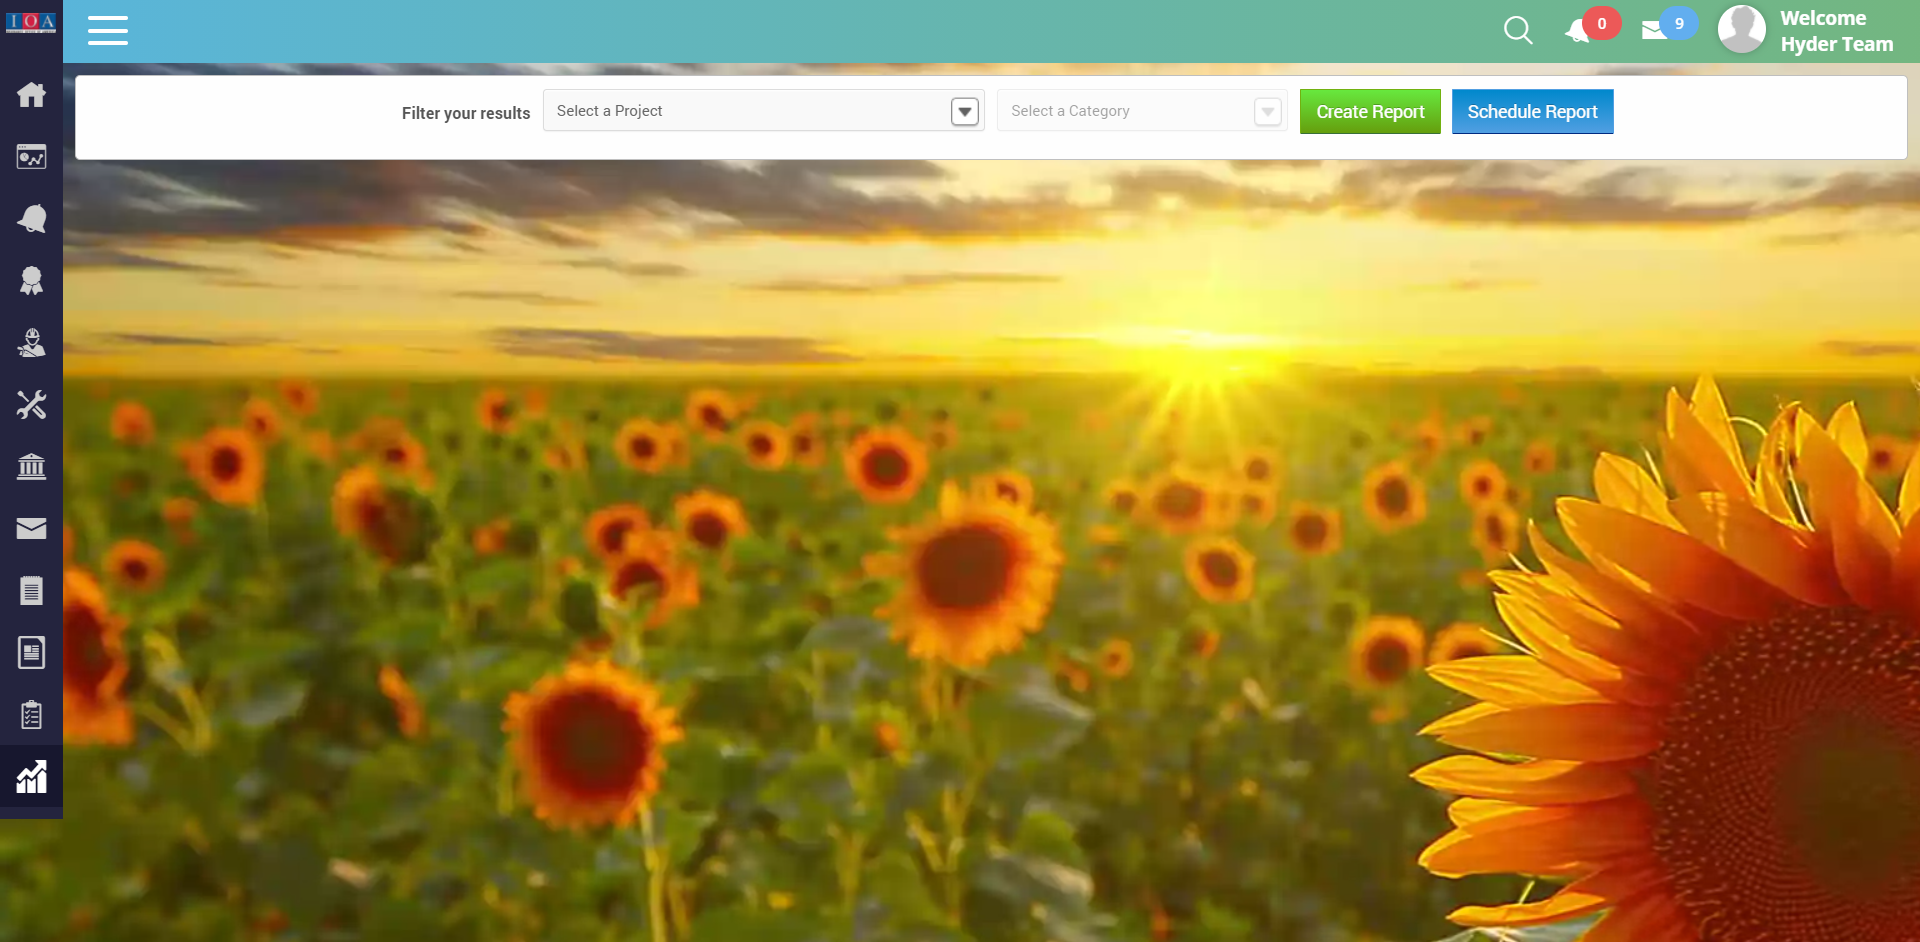 IOA
0
9
Welcome
Hyder Team
Filter your results
Select a Project
Select a Category
Create Report
Schedule Report